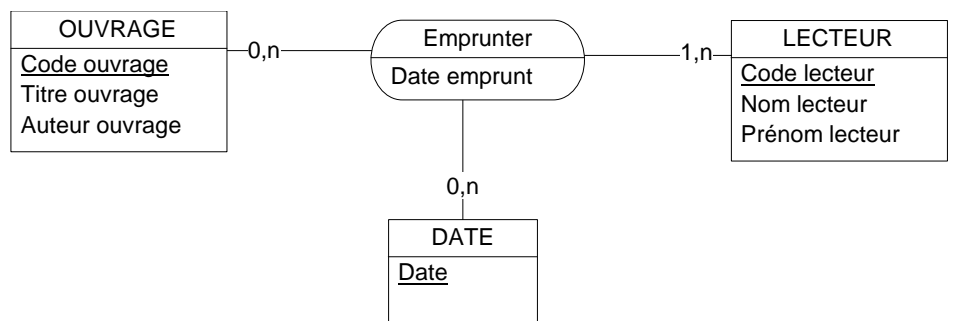 OUVRAGE
Code ouvrage
Titre ouvrage
Auteur ouvrage
0,n
Emprunter
Date emprunt
1,n
LECTEUR
Code lecteur
Nom lecteur
Prénom lecteur
0,n
DATE
Date